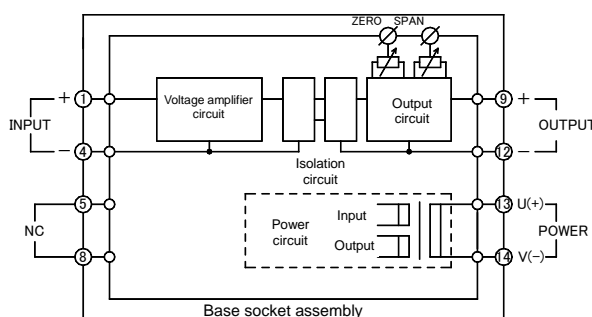 ZERO SPAN
+ 1 Voltage amplifier circuit Output circuit 9 +
INPUT OUTPUT
− 4 12 −
Isolation circuit
5 13 U(+)
NC Power circuit Input POWER
Output
8 14 V(−)
Base socket assembly